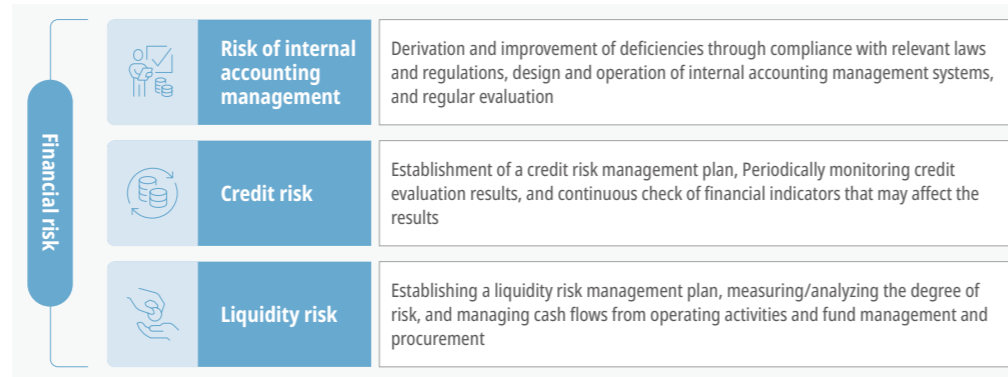 Financial risk
Risk of internal
accounting
management
Derivation and improvement of deficiencies through compliance with relevant laws
and regulations, design and operation of internal accounting management systems,
and regular evaluation
Credit risk
Establishment of a credit risk management plan, Periodically monitoring credit
evaluation results, and continuous check of financial indicators that may affect the
results
Liquidity risk
Establishing a liquidity risk management plan, measuring/analyzing the degree of
risk, and managing cash flows from operating activities and fund management and
procurement